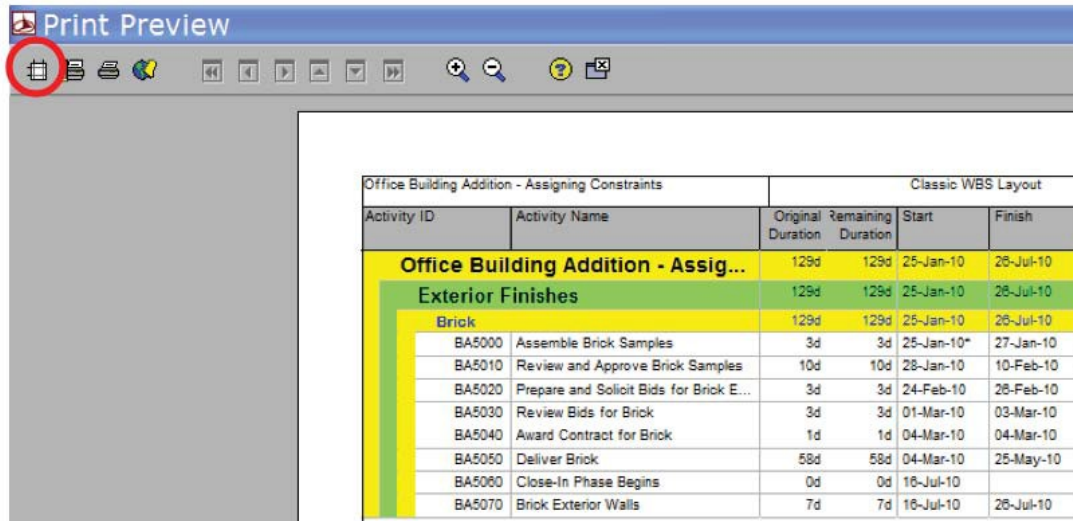 Print Preview
Office Building Addition - Assigning Constraints Classic WBS Layout
Activity ID Activity Name Original Duration Remaining Duration Start Finish
Office Building Addition - Assig... 129d 129d 25-Jan-10 26-Jul-10
Exterior Finishes 129d 129d 25-Jan-10 26-Jul-10
Brick 129d 129d 25-Jan-10 26-Jul-10
BA5000 Assemble Brick Samples 3d 3d 25-Jan-10* 27-Jan-10
BA5010 Review and Approve Brick Samples 10d 10d 28-Jan-10 10-Feb-10
BA5020 Prepare and Solicit Bids for Brick E... 3d 3d 24-Feb-10 26-Feb-10
BA5030 Review Bids for Brick 3d 3d 01-Mar-10 03-Mar-10
BA5040 Award Contract for Brick 1d 1d 04-Mar-10 04-Mar-10
BA5050 Deliver Brick 58d 58d 04-Mar-10 25-May-10
BA5060 Close-In Phase Begins 0d 0d 16-Jul-10
BA5070 Brick Exterior Walls 7d 7d 16-Jul-10 26-Jul-10